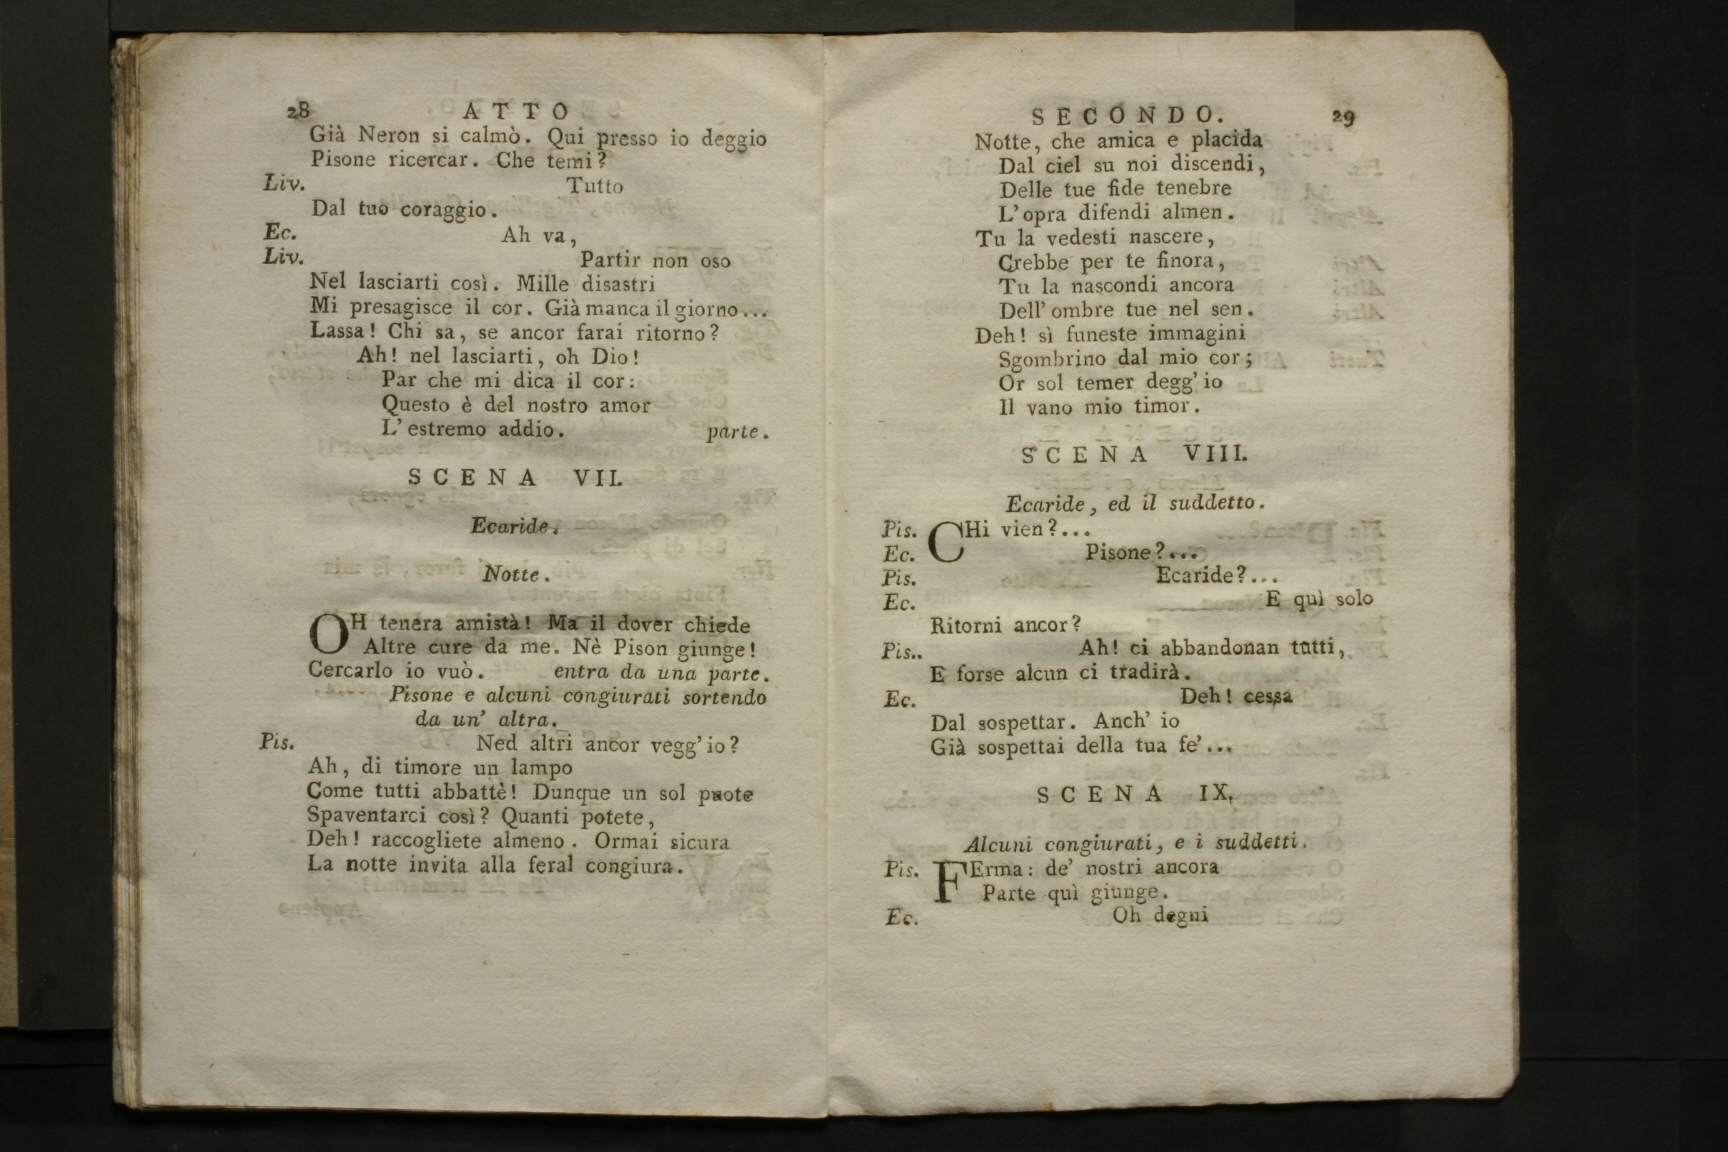 28 ATTO
Già Neron si calmò. Qui presso io deggio
Pisone ricercar. Che temi?
Liv. Tutto
Dal tuo coraggio.
Ec. Ah va,
Liv. Partir non oso
Nel lasciarti così. Mille disastri
Mi presagisce il cor. Già manca il giorno...
Lassa! Chi sa, se ancor farai ritorno?
Ah! nel lasciarti, oh Dio!
Par che mi dica il cor:
Questo è del nostro amor
L'estremo addio. parte.
SCENA VII.
Ecaride.
Notte.
OH tenera amistà! Ma il dover chiede
Altre cure da me. Nè Pison giunge!
Cercarlo io vuò. entra da una parte.
Pisone e alcuni congiurati sortendo
da un' altra.
Pis. Ned altri ancor vegg'io?
Ah, di timore un lampo
Come tutti abbattè! Dunque un sol puote
Spaventarci così? Quanti potete,
Deh! raccogliete almeno. Ormai sicura
La notte invita alla feral congiura.
SECONDO. 29
Notte, che amica e placida
Dal ciel su noi discendi,
Delle tue fide tenebre
L'opra difendi almen.
Tu la vedesti nascere,
Crebbe per te finora,
Tu la nascondi ancora
Dell'ombre tue nel sen.
Deh! sì funeste immagini
Sgombrino dal mio cor;
Or sol temer degg'io
Il vano mio timor.
SCENA VIII.
Ecaride, ed il suddetto.
Pis. CHi vien?...
Ec. Pisone?...
Pis. Ecaride?...
Ec. E quì solo
Ritorni ancor?
Pis.. Ah! ci abbandonan tutti,
E forse alcun ci tradirà.
Ec. Deh! cessa
Dal sospettar. Anch' io
Già sospettai della tua fe'...
SCENA IX.
Alcuni congiurati, e i suddetti.
Pis. FErma: de' nostri ancora
Parte quì giunge.
Ec. Oh degni